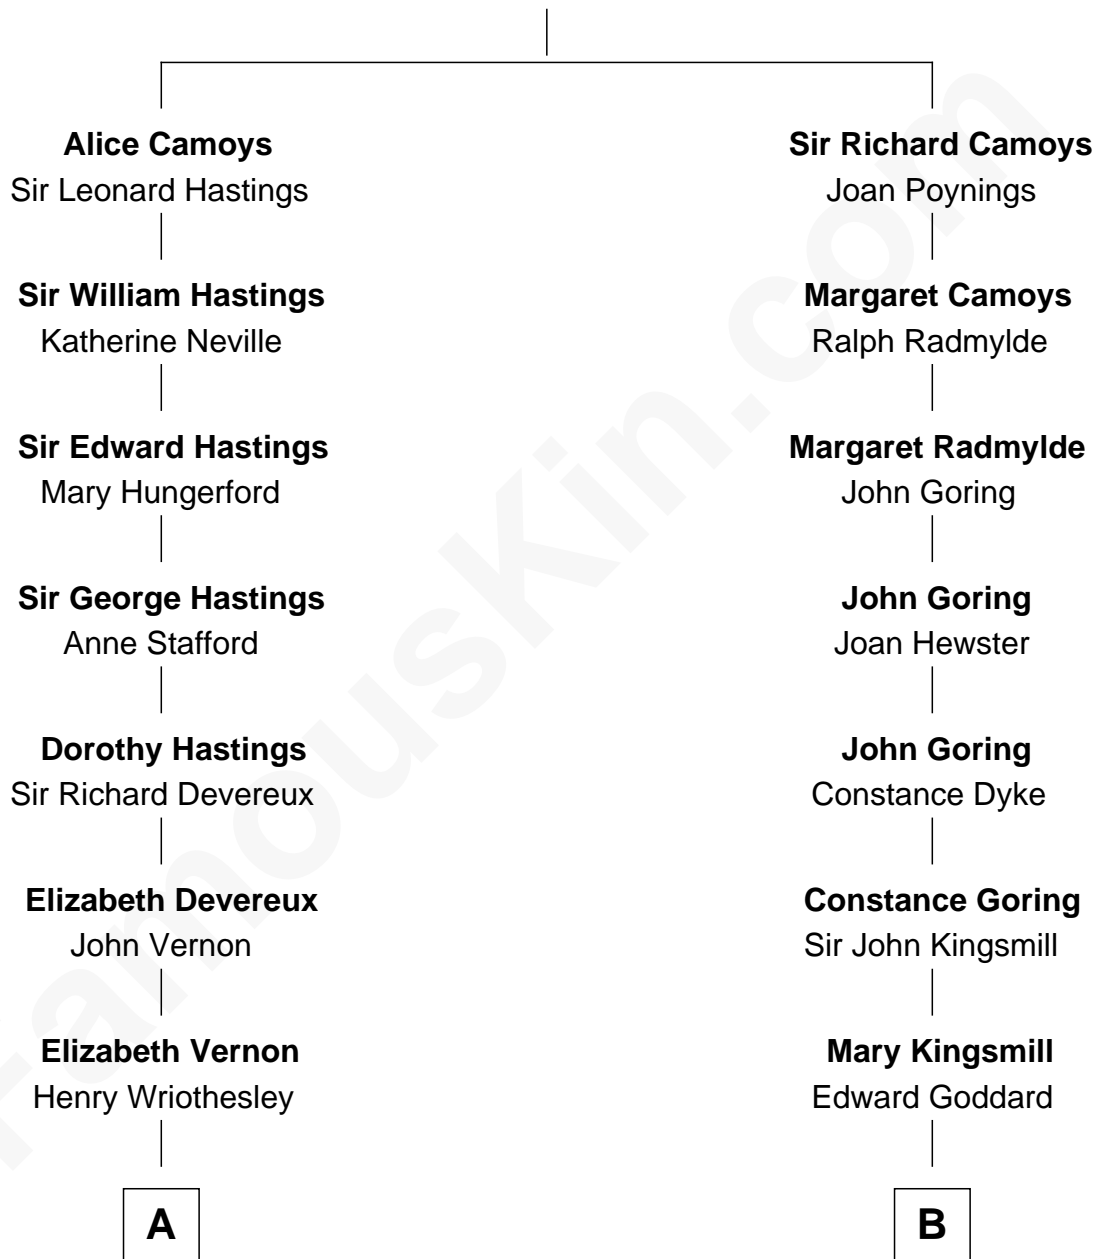 Alice Camoys
Sir Leonard Hastings
Sir William Hastings
Katherine Neville
Sir Edward Hastings
Mary Hungerford
Sir George Hastings
Anne Stafford
Dorothy Hastings
Sir Richard Devereux
Elizabeth Devereux
John Vernon
Elizabeth Vernon
Henry Wriothesley
A
Sir Richard Camoys
Joan Poynings
Margaret Camoys
Ralph Radmylde
Margaret Radmylde
John Goring
John Goring
Joan Hewster
John Goring
Constance Dyke
Constance Goring
Sir John Kingsmill
Mary Kingsmill
Edward Goddard
B
FamousKin.com